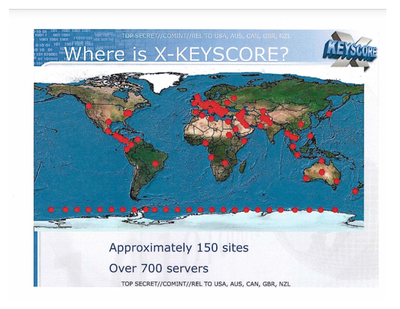 TOP SECRET//COMINT//REL TO USA, AUS, CAN, GBR, NZL
Where is X-KEYSCORE?
X KEYSCORE
Approximately 150 sites
Over 700 servers
TOP SECRET//COMINT//REL TO USA, AUS, CAN, GBR, NZL